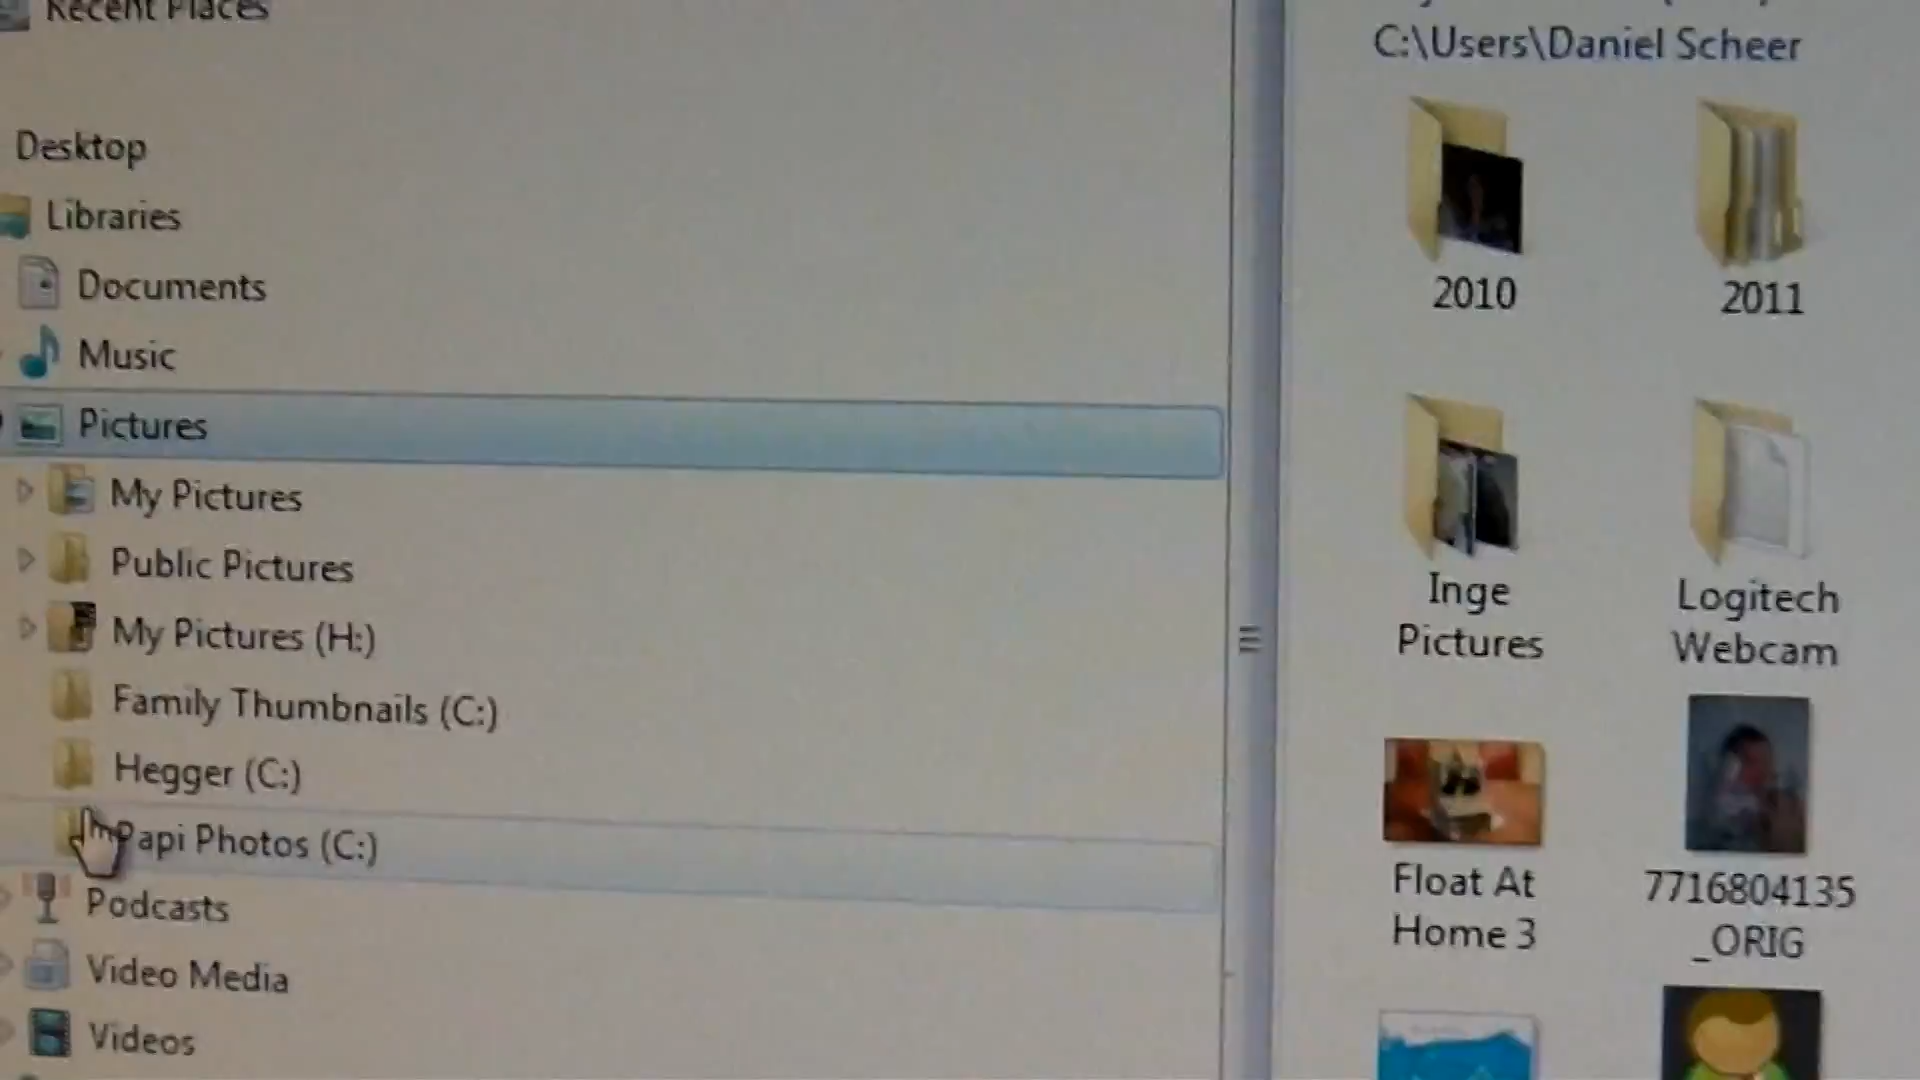 Recent Places
Desktop
Libraries
Documents
Music
Pictures
My Pictures
Public Pictures
My Pictures (H:)
Family Thumbnails (C:)
Hegger (C:)
Papi Photos (C:)
Podcasts
Video Media
Videos
C:\Users\Daniel Scheer
2010
2011
Inge
Pictures
Logitech
Webcam
Float At
Home 3
7716804135
_ORIG